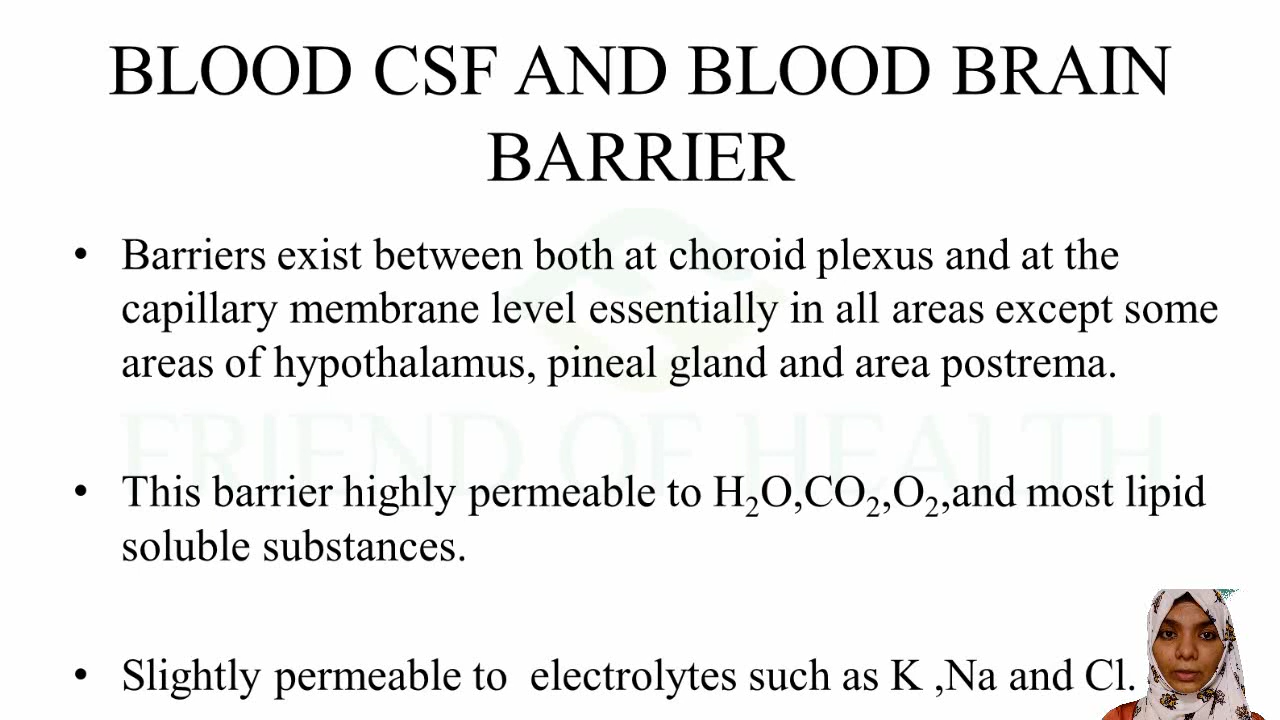 BLOOD CSF AND BLOOD BRAIN
BARRIER
• Barriers exist between both at choroid plexus and at the
capillary membrane level essentially in all areas except some
areas of hypothalamus, pineal gland and area postrema.
FRIEND OF HEALTH
• This barrier highly permeable to H₂O,CO₂,O₂,and most lipid
soluble substances.
• Slightly permeable to  electrolytes such as K ,Na and Cl.